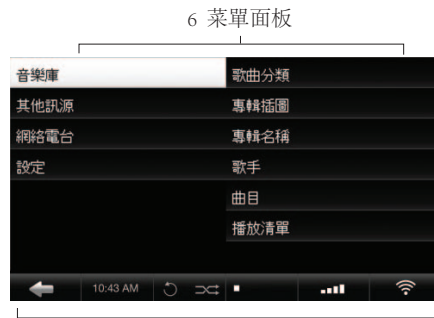 6 菜單面板
音樂庫
其他訊源
網絡電台
設定
歌曲分類
專輯插圖
專輯名稱
歌手
曲目
播放清單
10:43 AM